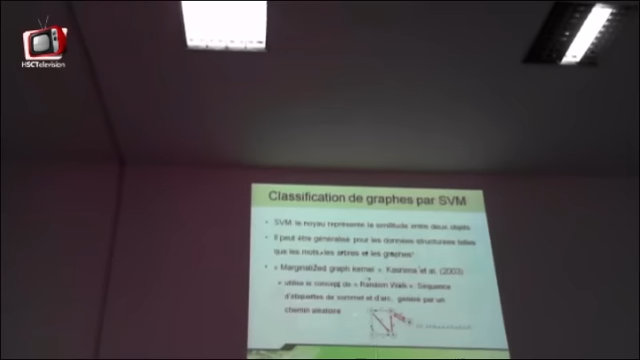 HSCTelevision
Classification de graphes par SVM
SVM: le noyau représente la similitude entre deux objets
Il peut être généralisé pour les données structurées telles
que les mots, les arbres et les graphes
« Marginalized graph kernel » Kashima et al. (2003)
utilise le concept de « Random Walk »: Séquence
d'étiquettes de sommet et d'arc, généré par un
chemin aléatoire